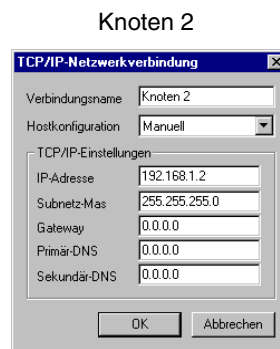 Knoten 2
TCP/IP-Netzwerkverbindung
Verbindungsname Knoten 2
Hostkonfiguration Manuell
TCP/IP-Einstellungen
IP-Adresse 192.168.1.2
Subnetz-Mas 255.255.255.0
Gateway 0.0.0.0
Primär-DNS 0.0.0.0
Sekundär-DNS 0.0.0.0
OK Abbrechen